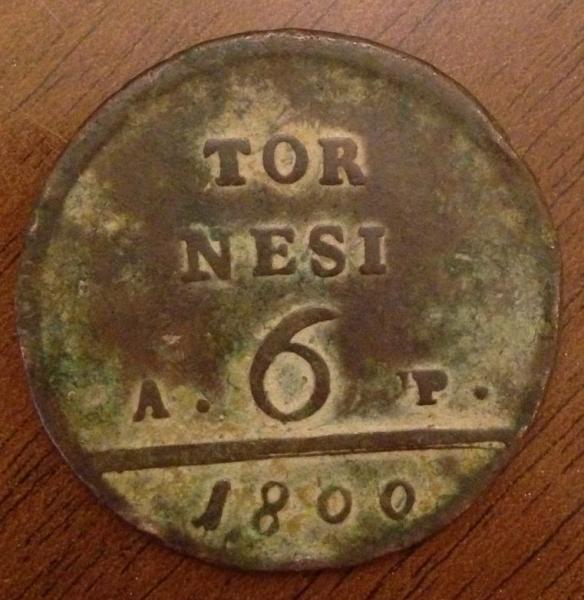 TOR
NESI
A . 6 P .
1800